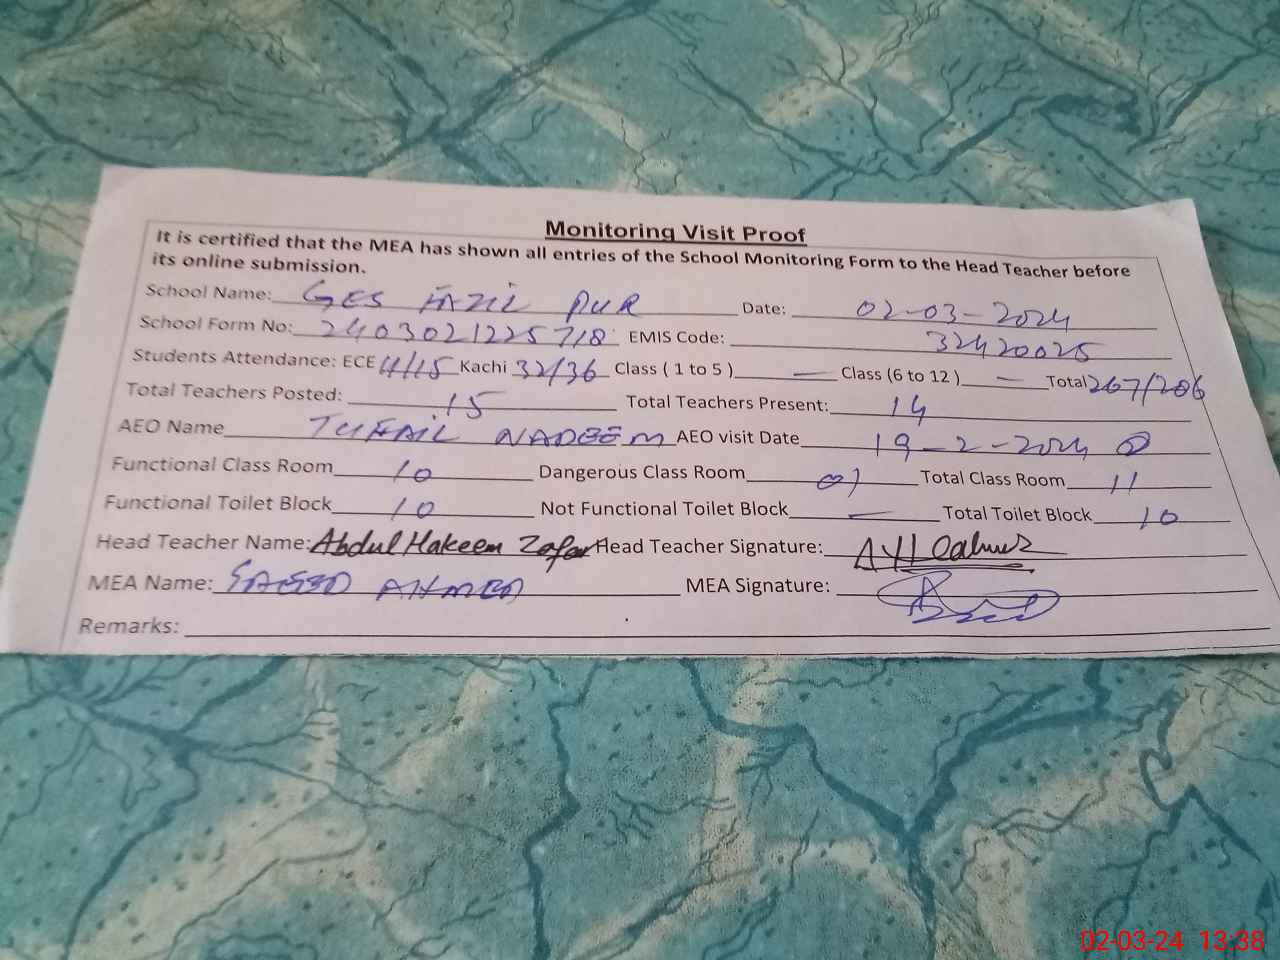 Monitoring Visit Proof
It is certified that the MEA has shown all entries of the School Monitoring Form to the Head Teacher before
its online submission.
School Name: GES FAZIL PUR Date: 02-03-2024
School Form No: 2403021225718 EMIS Code: 32420025
Students Attendance: ECE 11/15 Kachi 32/36 Class ( 1 to 5 ) — Class (6 to 12 ) — Total 267/286
Total Teachers Posted: 15 Total Teachers Present: 14
AEO Name TUFAIL NADEEM AEO visit Date 19-2-2024
Functional Class Room 10 Dangerous Class Room 01 Total Class Room 11
Functional Toilet Block 10 Not Functional Toilet Block — Total Toilet Block 10
Head Teacher Name: Abdul Hakeem Zafar Head Teacher Signature:
MEA Name: SAEED AHMED MEA Signature:
Remarks:
02-03-24 13:38